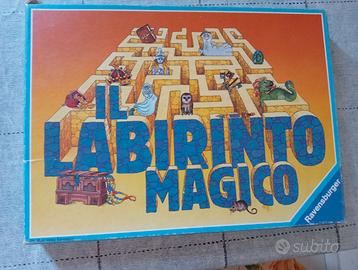 IL
LABIRINTO
MAGICO
Ravensburger
subito